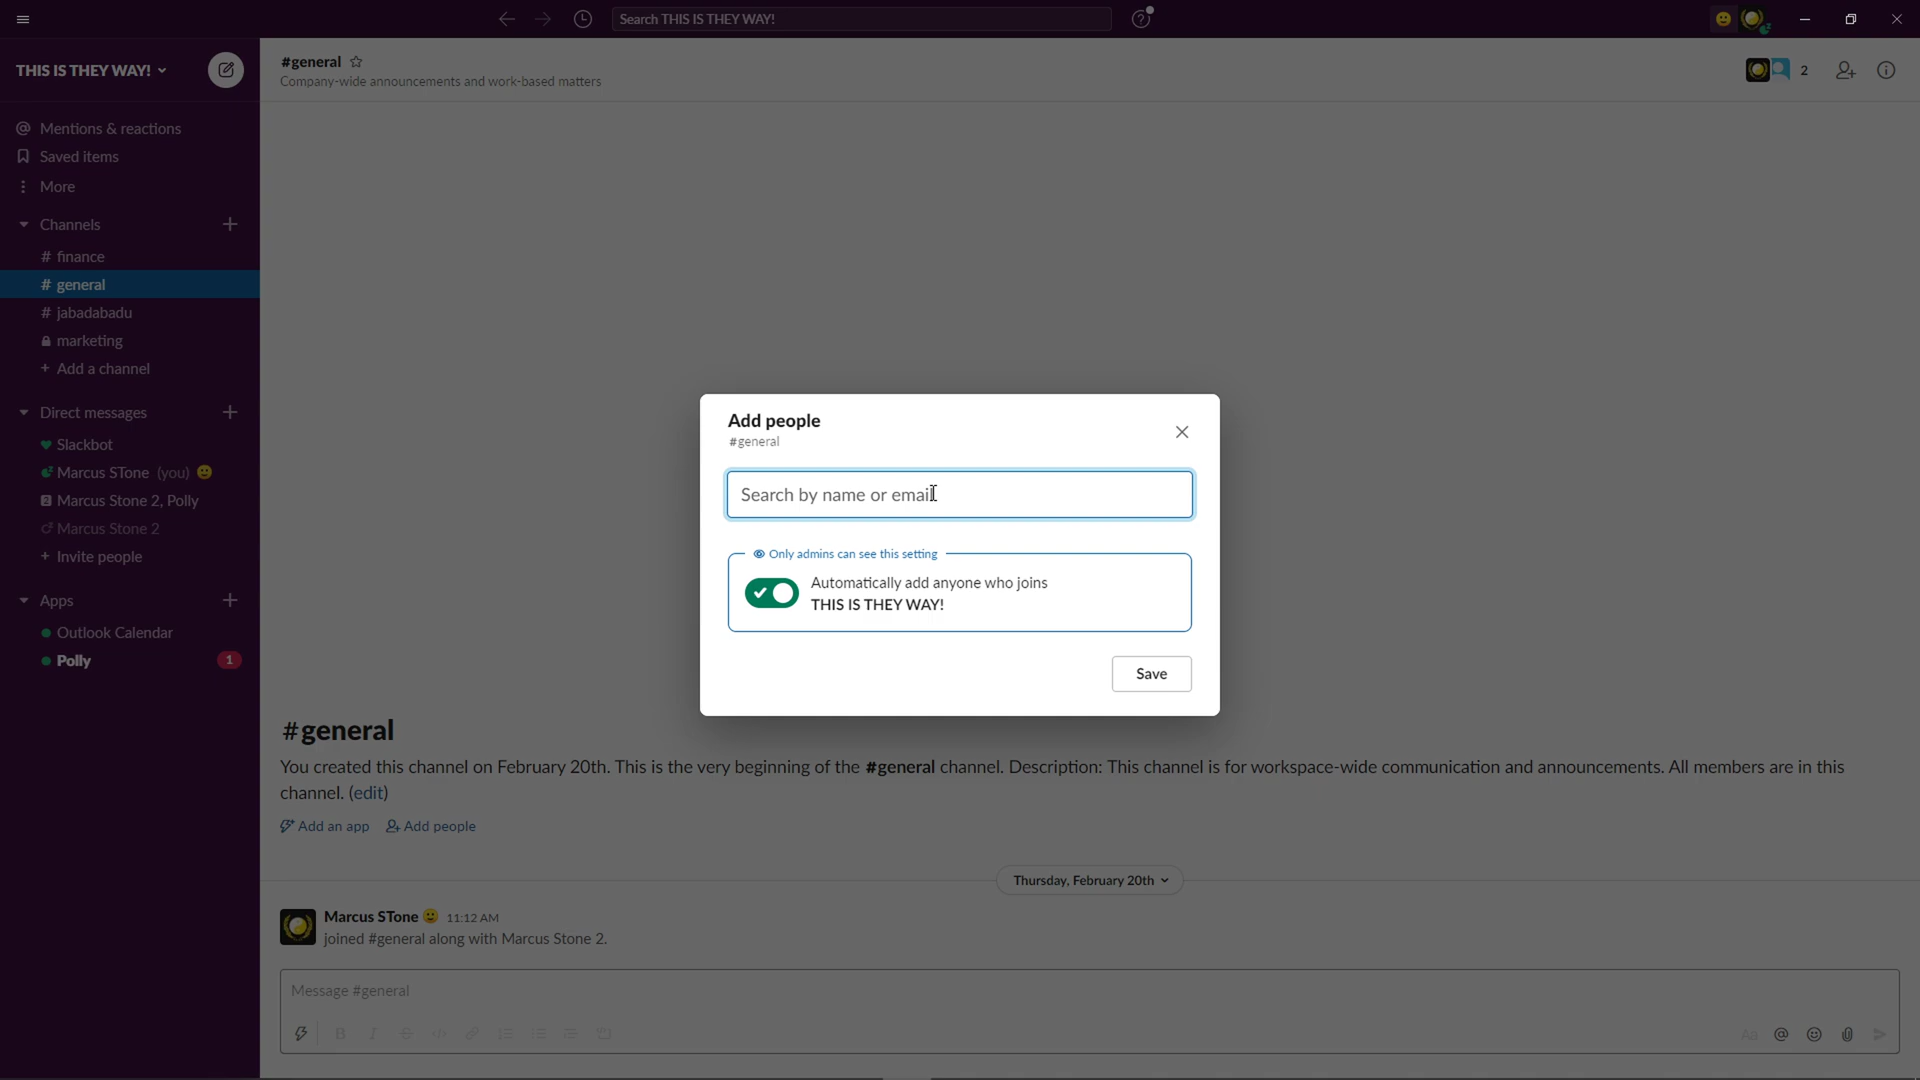 Search THIS IS THEY WAY!
THIS IS THEY WAY!
#general
Company-wide announcements and work-based matters
2
Mentions & reactions
Saved items
More
Channels
# finance
# general
# jabadabadu
marketing
+ Add a channel
Direct messages
Slackbot
Marcus STone (you)
2 Marcus Stone 2, Polly
Marcus Stone 2
+ Invite people
Apps
Outlook Calendar
Polly 1
Add people
#general
Search by name or email
Only admins can see this setting
Automatically add anyone who joins
THIS IS THEY WAY!
Save
#general
You created this channel on February 20th. This is the very beginning of the #general channel. Description: This channel is for workspace-wide communication and announcements. All members are in this
channel. (edit)
Add an app Add people
Thursday, February 20th
Marcus STone 11:12 AM
joined #general along with Marcus Stone 2.
Message #general
B I S </> Aa @